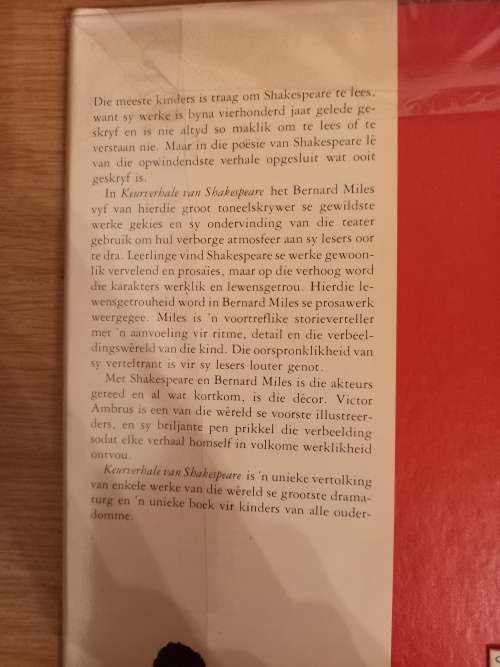 Die meeste kinders is traag om Shakespeare te lees,
want sy werke is byna vierhonderd jaar gelede ge-
skryf en is nie altyd so maklik om te lees of te
verstaan nie. Maar in die poësie van Shakespeare lê
van die opwindendste verhale opgesluit wat ooit
geskryf is.
In Keurverhale van Shakespeare het Bernard Miles
vyf van hierdie groot toneelskrywer se gewildste
werke gekies en sy ondervinding van die teater
gebruik om hul verborge atmosfeer aan sy lesers oor
te dra. Leerlinge vind Shakespeare se werke gewoon-
lik vervelend en prosaïes, maar op die verhoog word
die karakters werklik en lewensgetrou. Hierdie le-
wensgetrouheid word in Bernard Miles se prosawerk
weergegee. Miles is 'n voortreflike storieverteller
met 'n aanvoeling vir ritme, detail en die verbeel-
dingswêreld van die kind. Die oorspronklikheid van
sy verteltrant is vir sy lesers louter genot.
Met Shakespeare en Bernard Miles is die akteurs
gereed en al wat kortkom, is die décor. Victor
Ambrus is een van die wêreld se voorste illustreer-
ders, en sy briljante pen prikkel die verbeelding
sodat elke verhaal homself in volkome werklikheid
ontvou.
Keurverhale van Shakespeare is 'n unieke vertolking
van enkele werke van die wêreld se grootste drama-
turg en 'n unieke boek vir kinders van alle ouder-
domme.